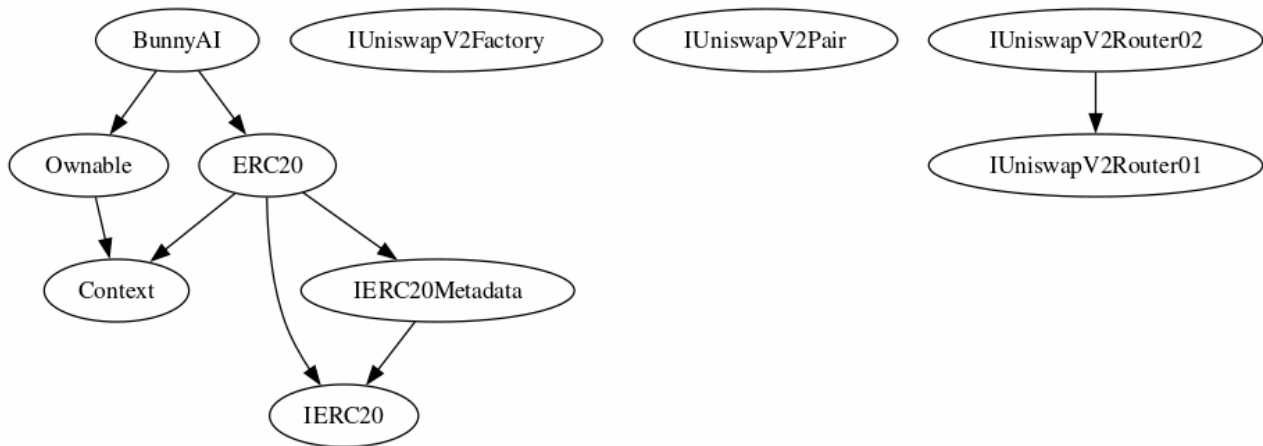 BunnyAI
IUniswapV2Factory
IUniswapV2Pair
IUniswapV2Router02
Ownable
ERC20
IUniswapV2Router01
Context
IERC20Metadata
IERC20